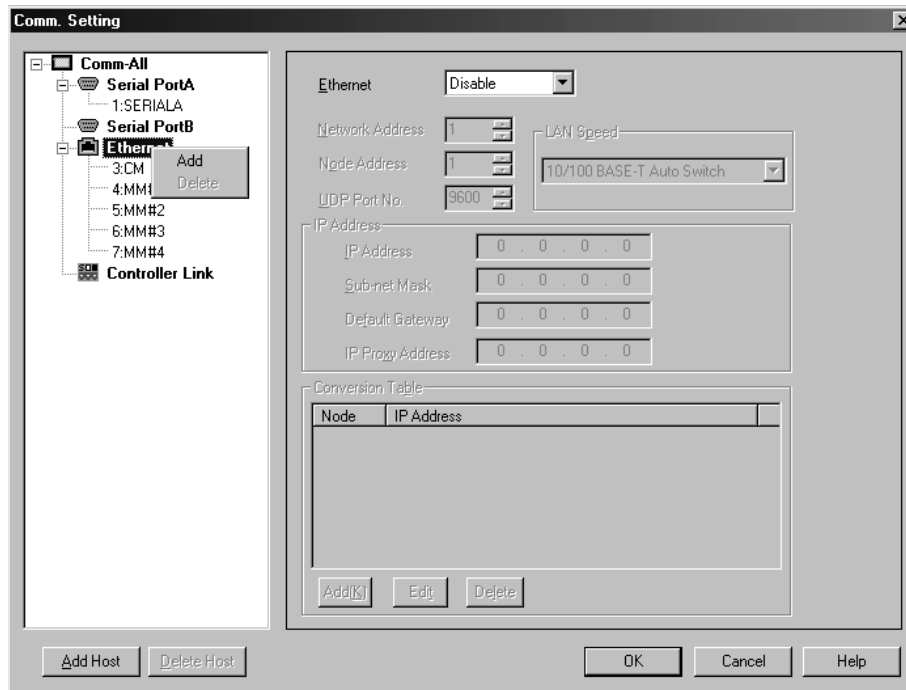 Comm. Setting
Comm-All
Serial PortA
1:SERIALA
Serial PortB
Ethernet
3:CM
4:MM#
5:MM#2
6:MM#3
7:MM#4
Controller Link
Add
Delete
Ethernet Disable
Network Address 1
Node Address 1
UDP Port No. 9600
LAN Speed
10/100 BASE-T Auto Switch
IP Address
IP Address 0 . 0 . 0 . 0
Sub-net Mask 0 . 0 . 0 . 0
Default Gateway 0 . 0 . 0 . 0
IP Proxy Address 0 . 0 . 0 . 0
Conversion Table
Node IP Address
Add(K) Edit Delete
Add Host Delete Host OK Cancel Help